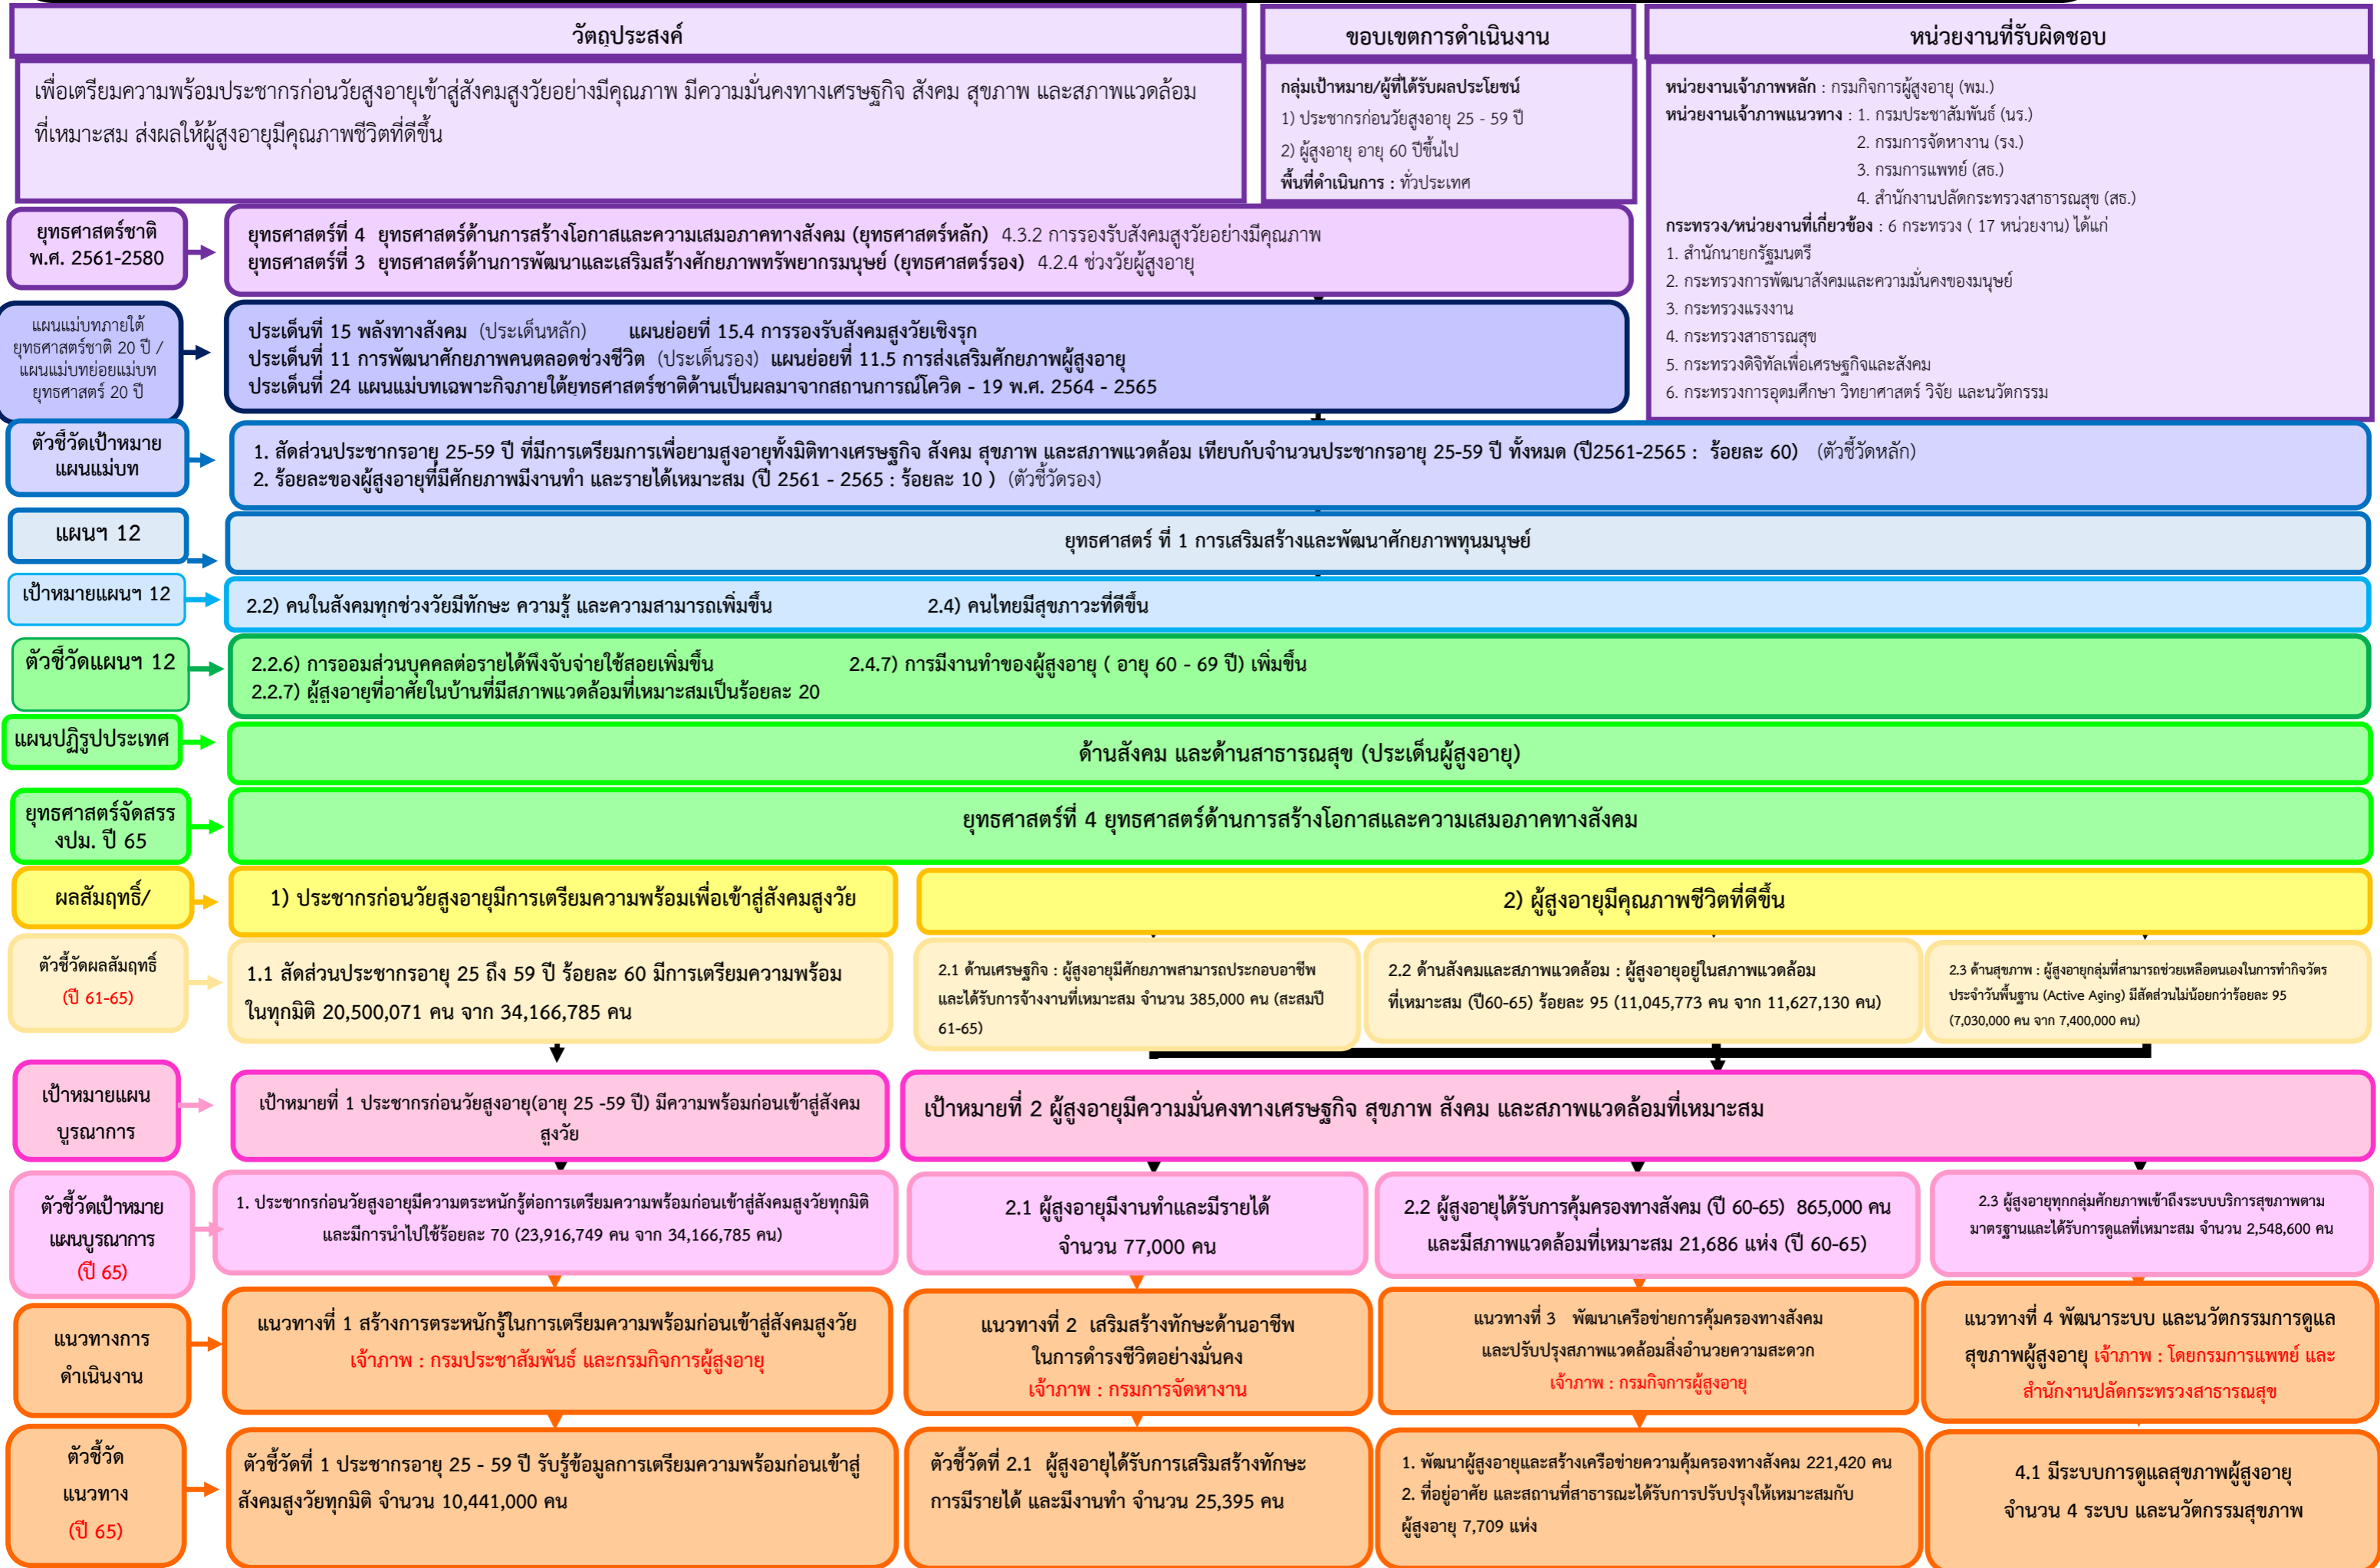 วัตถุประสงค์
เพื่อเตรียมความพร้อมประชากรก่อนวัยสูงอายุเข้าสู่สังคมสูงวัยอย่างมีคุณภาพ มีความมั่นคงทางเศรษฐกิจ สังคม สุขภาพ และสภาพแวดล้อม
ที่เหมาะสม ส่งผลให้ผู้สูงอายุมีคุณภาพชีวิตที่ดีขึ้น
ขอบเขตการดำเนินงาน
กลุ่มเป้าหมาย/ผู้ที่ได้รับผลประโยชน์
1) ประชากรก่อนวัยสูงอายุ 25 - 59 ปี
2) ผู้สูงอายุ อายุ 60 ปีขึ้นไป
พื้นที่ดำเนินการ : ทั่วประเทศ
หน่วยงานที่รับผิดชอบ
หน่วยงานเจ้าภาพหลัก : กรมกิจการผู้สูงอายุ (พม.)
หน่วยงานเจ้าภาพแนวทาง : 1. กรมประชาสัมพันธ์ (นร.)
2. กรมการจัดหางาน (รง.)
3. กรมการแพทย์ (สธ.)
4. สำนักงานปลัดกระทรวงสาธารณสุข (สธ.)
กระทรวง/หน่วยงานที่เกี่ยวข้อง : 6 กระทรวง ( 17 หน่วยงาน) ได้แก่
1. สำนักนายกรัฐมนตรี
2. กระทรวงการพัฒนาสังคมและความมั่นคงของมนุษย์
3. กระทรวงแรงงาน
4. กระทรวงสาธารณสุข
5. กระทรวงดิจิทัลเพื่อเศรษฐกิจและสังคม
6. กระทรวงการอุดมศึกษา วิทยาศาสตร์ วิจัย และนวัตกรรม
ยุทธศาสตร์ชาติ
พ.ศ. 2561-2580
ยุทธศาสตร์ที่ 4 ยุทธศาสตร์ด้านการสร้างโอกาสและความเสมอภาคทางสังคม (ยุทธศาสตร์หลัก) 4.3.2 การรองรับสังคมสูงวัยอย่างมีคุณภาพ
ยุทธศาสตร์ที่ 3 ยุทธศาสตร์ด้านการพัฒนาและเสริมสร้างศักยภาพทรัพยากรมนุษย์ (ยุทธศาสตร์รอง) 4.2.4 ช่วงวัยผู้สูงอายุ
แผนแม่บทภายใต้
ยุทธศาสตร์ชาติ 20 ปี /
แผนแม่บทย่อยแม่บท
ยุทธศาสตร์ 20 ปี
ประเด็นที่ 15 พลังทางสังคม (ประเด็นหลัก) แผนย่อยที่ 15.4 การรองรับสังคมสูงวัยเชิงรุก
ประเด็นที่ 11 การพัฒนาศักยภาพคนตลอดช่วงชีวิต (ประเด็นรอง) แผนย่อยที่ 11.5 การส่งเสริมศักยภาพผู้สูงอายุ
ประเด็นที่ 24 แผนแม่บทเฉพาะกิจภายใต้ยุทธศาสตร์ชาติด้านเป็นผลมาจากสถานการณ์โควิด - 19 พ.ศ. 2564 - 2565
ตัวชี้วัดเป้าหมาย
แผนแม่บท
1. สัดส่วนประชากรอายุ 25-59 ปี ที่มีการเตรียมการเพื่อยามสูงอายุทั้งมิติทางเศรษฐกิจ สังคม สุขภาพ และสภาพแวดล้อม เทียบกับจำนวนประชากรอายุ 25-59 ปี ทั้งหมด (ปี2561-2565 : ร้อยละ 60) (ตัวชี้วัดหลัก)
2. ร้อยละของผู้สูงอายุที่มีศักยภาพมีงานทำ และรายได้เหมาะสม (ปี 2561 - 2565 : ร้อยละ 10 ) (ตัวชี้วัดรอง)
แผนฯ 12
ยุทธศาสตร์ ที่ 1 การเสริมสร้างและพัฒนาศักยภาพทุนมนุษย์
เป้าหมายแผนฯ 12
2.2) คนในสังคมทุกช่วงวัยมีทักษะ ความรู้ และความสามารถเพิ่มขึ้น 2.4) คนไทยมีสุขภาวะที่ดีขึ้น
ตัวชี้วัดแผนฯ 12
2.2.6) การออมส่วนบุคคลต่อรายได้พึงจับจ่ายใช้สอยเพิ่มขึ้น 2.4.7) การมีงานทำของผู้สูงอายุ ( อายุ 60 - 69 ปี) เพิ่มขึ้น
2.2.7) ผู้สูงอายุที่อาศัยในบ้านที่มีสภาพแวดล้อมที่เหมาะสมเป็นร้อยละ 20
แผนปฏิรูปประเทศ
ด้านสังคม และด้านสาธารณสุข (ประเด็นผู้สูงอายุ)
ยุทธศาสตร์จัดสรร
งปม. ปี 65
ยุทธศาสตร์ที่ 4 ยุทธศาสตร์ด้านการสร้างโอกาสและความเสมอภาคทางสังคม
ผลสัมฤทธิ์/
1) ประชากรก่อนวัยสูงอายุมีการเตรียมความพร้อมเพื่อเข้าสู่สังคมสูงวัย
2) ผู้สูงอายุมีคุณภาพชีวิตที่ดีขึ้น
ตัวชี้วัดผลสัมฤทธิ์
(ปี 61-65)
1.1 สัดส่วนประชากรอายุ 25 ถึง 59 ปี ร้อยละ 60 มีการเตรียมความพร้อม
ในทุกมิติ 20,500,071 คน จาก 34,166,785 คน
2.1 ด้านเศรษฐกิจ : ผู้สูงอายุมีศักยภาพสามารถประกอบอาชีพ
และได้รับการจ้างงานที่เหมาะสม จำนวน 385,000 คน (สะสมปี
61-65)
2.2 ด้านสังคมและสภาพแวดล้อม : ผู้สูงอายุอยู่ในสภาพแวดล้อม
ที่เหมาะสม (ปี60-65) ร้อยละ 95 (11,045,773 คน จาก 11,627,130 คน)
2.3 ด้านสุขภาพ : ผู้สูงอายุกลุ่มที่สามารถช่วยเหลือตนเองในการทำกิจวัตร
ประจำวันพื้นฐาน (Active Aging) มีสัดส่วนไม่น้อยกว่าร้อยละ 95
(7,030,000 คน จาก 7,400,000 คน)
เป้าหมายแผน
บูรณาการ
เป้าหมายที่ 1 ประชากรก่อนวัยสูงอายุ(อายุ 25 -59 ปี) มีความพร้อมก่อนเข้าสู่สังคม
สูงวัย
เป้าหมายที่ 2 ผู้สูงอายุมีความมั่นคงทางเศรษฐกิจ สุขภาพ สังคม และสภาพแวดล้อมที่เหมาะสม
ตัวชี้วัดเป้าหมาย
แผนบูรณาการ
(ปี 65)
1. ประชากรก่อนวัยสูงอายุมีความตระหนักรู้ต่อการเตรียมความพร้อมก่อนเข้าสู่สังคมสูงวัยทุกมิติ
และมีการนำไปใช้ร้อยละ 70 (23,916,749 คน จาก 34,166,785 คน)
2.1 ผู้สูงอายุมีงานทำและมีรายได้
จำนวน 77,000 คน
2.2 ผู้สูงอายุได้รับการคุ้มครองทางสังคม (ปี 60-65) 865,000 คน
และมีสภาพแวดล้อมที่เหมาะสม 21,686 แห่ง (ปี 60-65)
2.3 ผู้สูงอายุทุกกลุ่มศักยภาพเข้าถึงระบบบริการสุขภาพตาม
มาตรฐานและได้รับการดูแลที่เหมาะสม จำนวน 2,548,600 คน
แนวทางการ
ดำเนินงาน
แนวทางที่ 1 สร้างการตระหนักรู้ในการเตรียมความพร้อมก่อนเข้าสู่สังคมสูงวัย
เจ้าภาพ : กรมประชาสัมพันธ์ และกรมกิจการผู้สูงอายุ
แนวทางที่ 2 เสริมสร้างทักษะด้านอาชีพ
ในการดำรงชีวิตอย่างมั่นคง
เจ้าภาพ : กรมการจัดหางาน
แนวทางที่ 3 พัฒนาเครือข่ายการคุ้มครองทางสังคม
และปรับปรุงสภาพแวดล้อมสิ่งอำนวยความสะดวก
เจ้าภาพ : กรมกิจการผู้สูงอายุ
แนวทางที่ 4 พัฒนาระบบ และนวัตกรรมการดูแล
สุขภาพผู้สูงอายุ เจ้าภาพ : โดยกรมการแพทย์ และ
สำนักงานปลัดกระทรวงสาธารณสุข
ตัวชี้วัด
แนวทาง
(ปี 65)
ตัวชี้วัดที่ 1 ประชากรอายุ 25 - 59 ปี รับรู้ข้อมูลการเตรียมความพร้อมก่อนเข้าสู่
สังคมสูงวัยทุกมิติ จำนวน 10,441,000 คน
ตัวชี้วัดที่ 2.1 ผู้สูงอายุได้รับการเสริมสร้างทักษะ
การมีรายได้ และมีงานทำ จำนวน 25,395 คน
1. พัฒนาผู้สูงอายุและสร้างเครือข่ายความคุ้มครองทางสังคม 221,420 คน
2. ที่อยู่อาศัย และสถานที่สาธารณะได้รับการปรับปรุงให้เหมาะสมกับ
ผู้สูงอายุ 7,709 แห่ง
4.1 มีระบบการดูแลสุขภาพผู้สูงอายุ
จำนวน 4 ระบบ และนวัตกรรมสุขภาพ